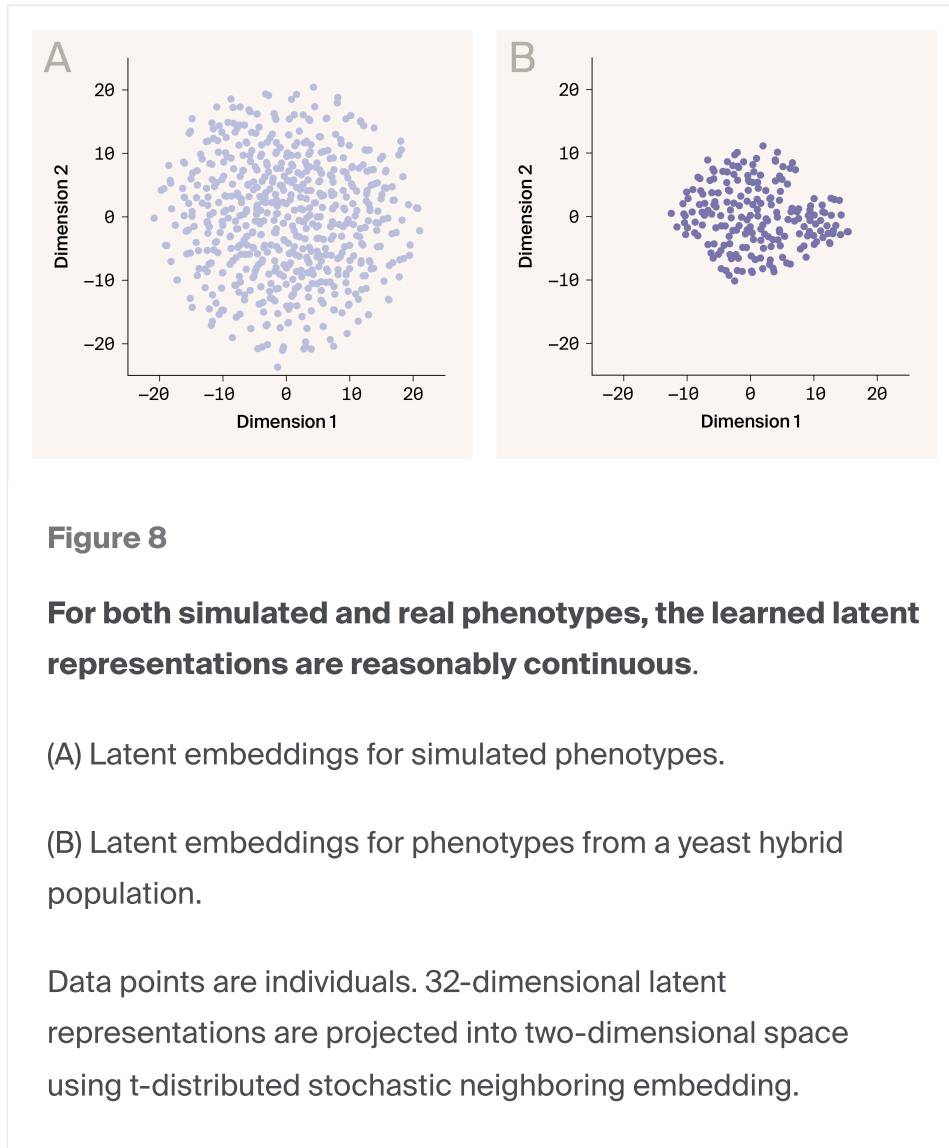 A
B
20
10
0
−10
−20
Dimension 2
−20
−10
0
10
20
Dimension 1
20
10
0
−10
−20
Dimension 2
−20
−10
0
10
20
Dimension 1
Figure 8
For both simulated and real phenotypes, the learned latent
representations are reasonably continuous.
(A) Latent embeddings for simulated phenotypes.
(B) Latent embeddings for phenotypes from a yeast hybrid
population.
Data points are individuals. 32-dimensional latent
representations are projected into two-dimensional space
using t-distributed stochastic neighboring embedding.